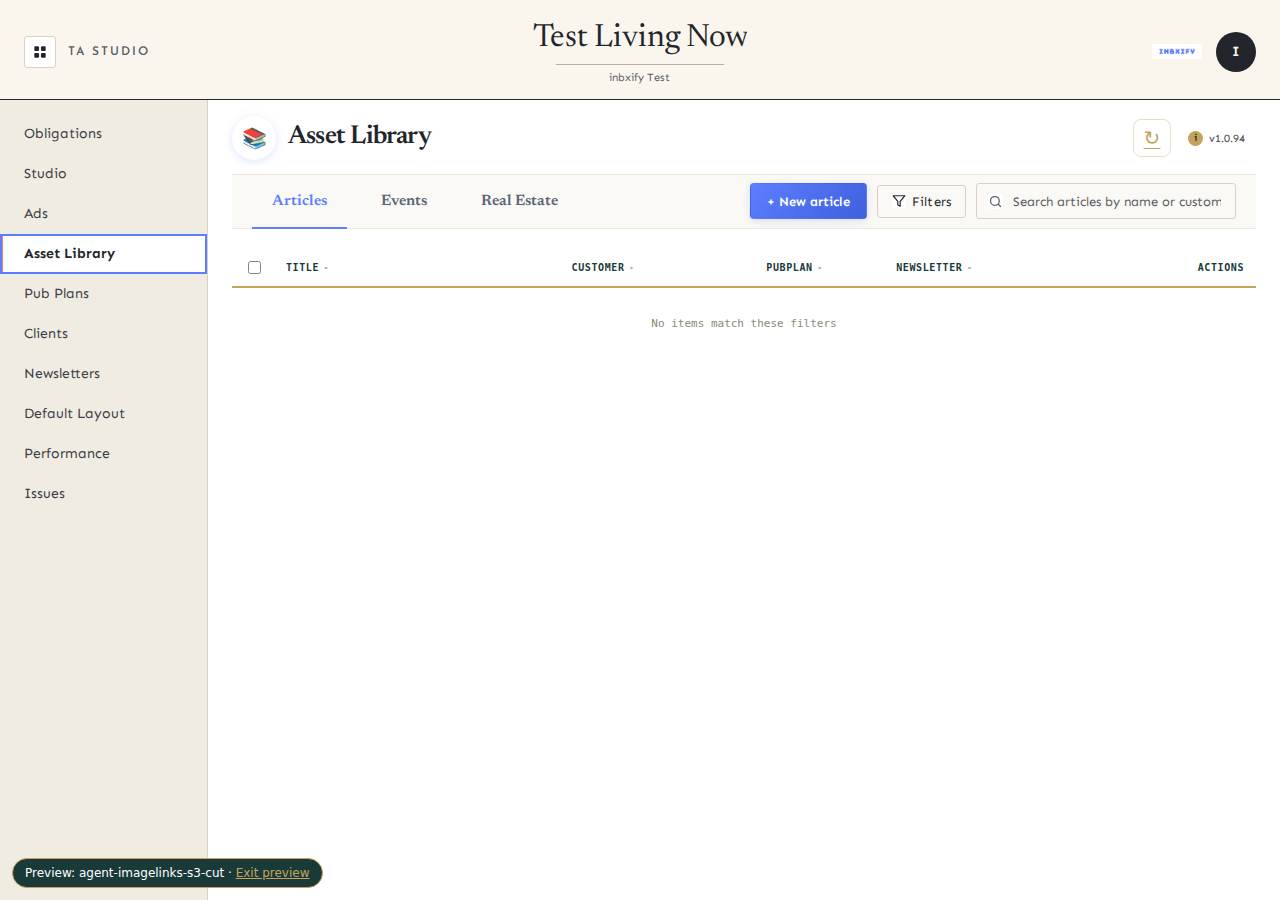 TA STUDIO
Test Living Now
inbxify Test
INBXIFY
I
Obligations
Studio
Ads
Asset Library
Pub Plans
Clients
Newsletters
Default Layout
Performance
Issues
Asset Library
↻
i v1.0.94
Articles Events Real Estate
+ New article
Filters
Search articles by name or custom
TITLE - CUSTOMER - PUBPLAN - NEWSLETTER - ACTIONS
No items match these filters
Preview: agent-imagelinks-s3-cut · Exit preview